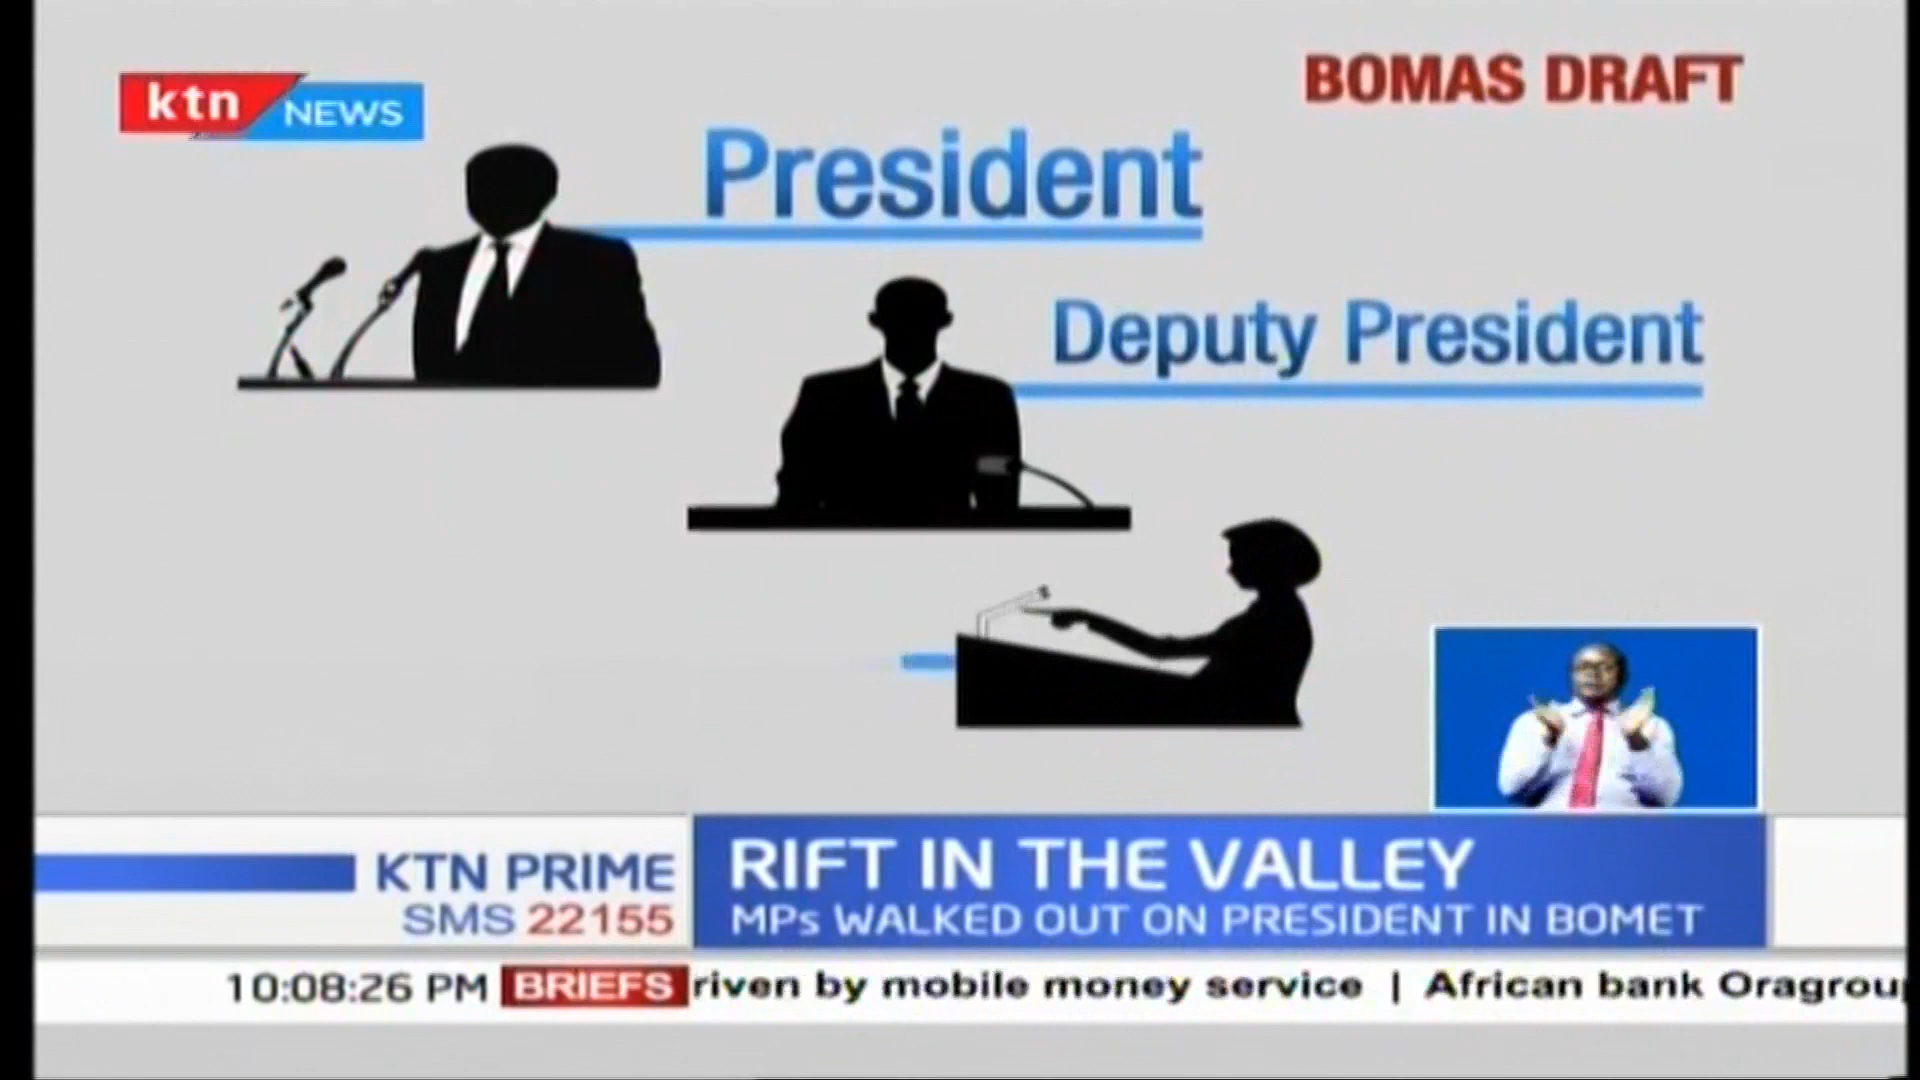 ktn NEWS
BOMAS DRAFT
President
Deputy President
KTN PRIME
SMS 22155
RIFT IN THE VALLEY
MPs WALKED OUT ON PRESIDENT IN BOMET
10:08:26 PM BRIEFS riven by mobile money service | African bank Oragrou